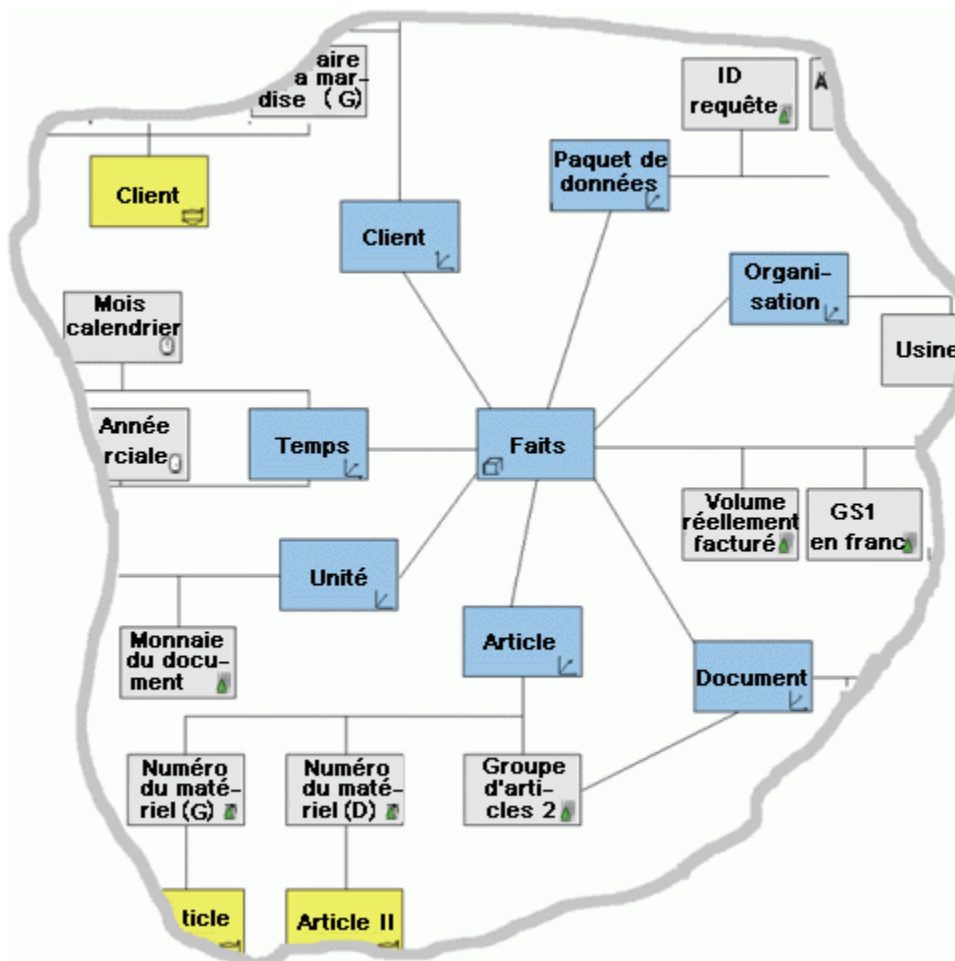 aire
a mar-
dise ( G)
ID
requête
A
Paquet de
données
Client
Client
Organi-
sation
Mois
calendrier
Usine
Année
rciale
Temps
Faits
Volume
réellement
facturé
GS1
en franc
Unité
Article
Monnaie
du docu-
ment
Document
Numéro
du maté-
riel (G)
Numéro
du maté-
riel (D)
Groupe
d'arti-
cles 2
ticle
Article II